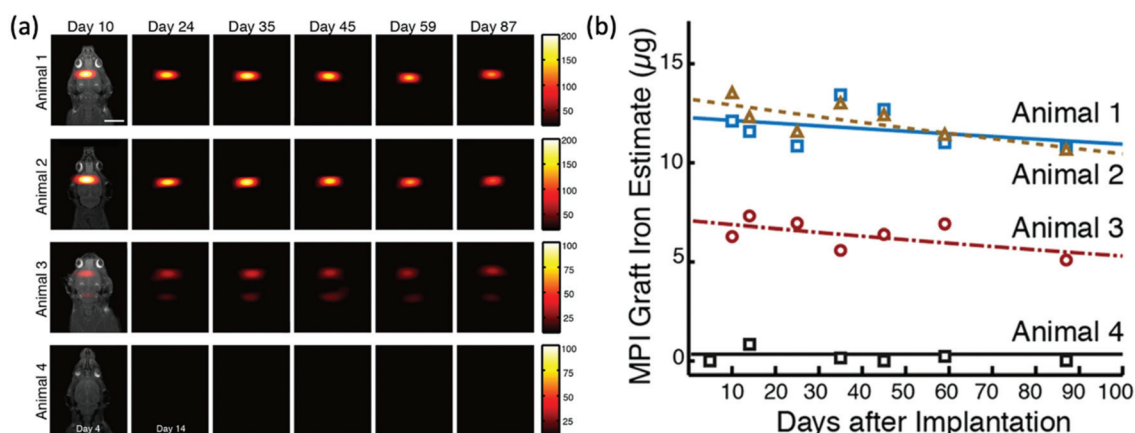 (a)
Day 10 Day 24 Day 35 Day 45 Day 59 Day 87
Animal 1
200
150
100
50
Animal 2
200
150
100
50
Animal 3
100
75
50
25
Animal 4
Day 4 Day 14
100
75
50
25
(b)
MPI Graft Iron Estimate (µg)
15
10
5
0
Animal 1
Animal 2
Animal 3
Animal 4
10 20 30 40 50 60 70 80 90 100
Days after Implantation